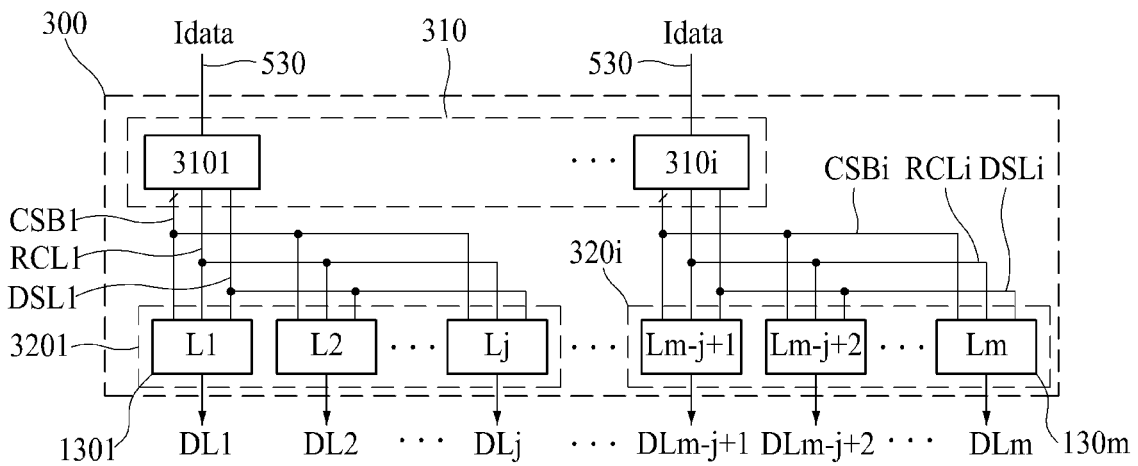 300 Idata 310 Idata
530 530
3101 · · · 310i
CSBi RCLi DSLi
CSB1
RCL1
DSL1
320i
3201
L1 L2 · · · Lj · · · Lm-j+1 Lm-j+2 · · · Lm
1301 DL1 DL2 · · · DLj · · · DLm-j+1 DLm-j+2 · · · DLm 130m